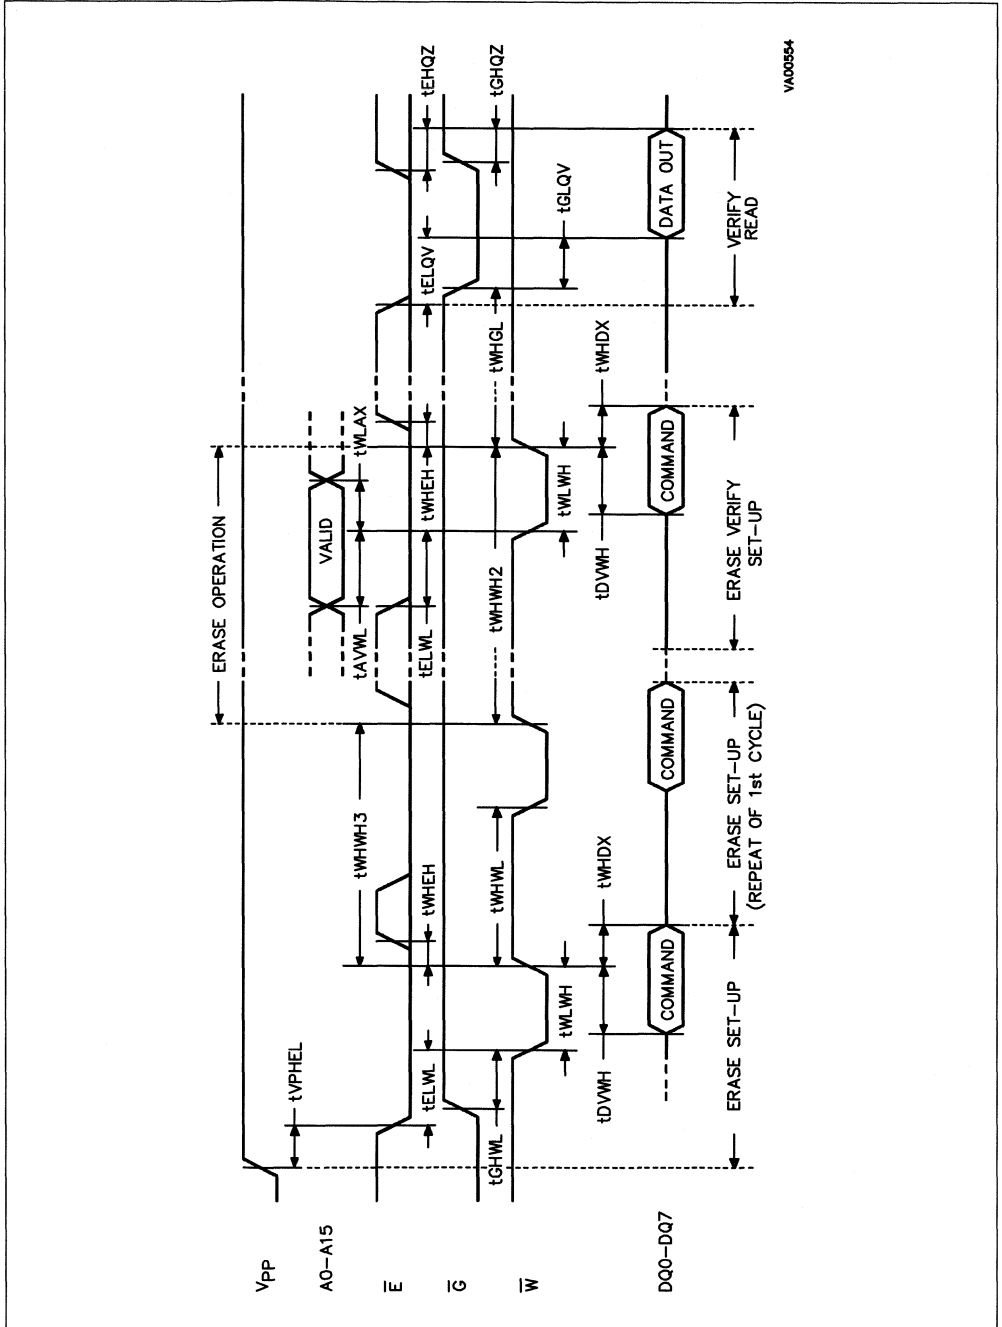 VPP
A0-A15
E
G
W
DQ0-DQ7
ERASE OPERATION
VALID
tVPHEL
tWHWH3
tAVWL
tWLAX
tELWL
tWHEH
tELWL
tWHEH
tELQV
tEHQZ
tGHWL
tWHWL
tWHWH2
tWHGL
tGHQZ
tWLWH
tWLWH
tGLQV
tDVWH
tWHDX
tDVWH
tWHDX
COMMAND
COMMAND
COMMAND
DATA OUT
ERASE SET-UP
ERASE SET-UP
(REPEAT OF 1st CYCLE)
ERASE VERIFY
SET-UP
VERIFY
READ
VA00554